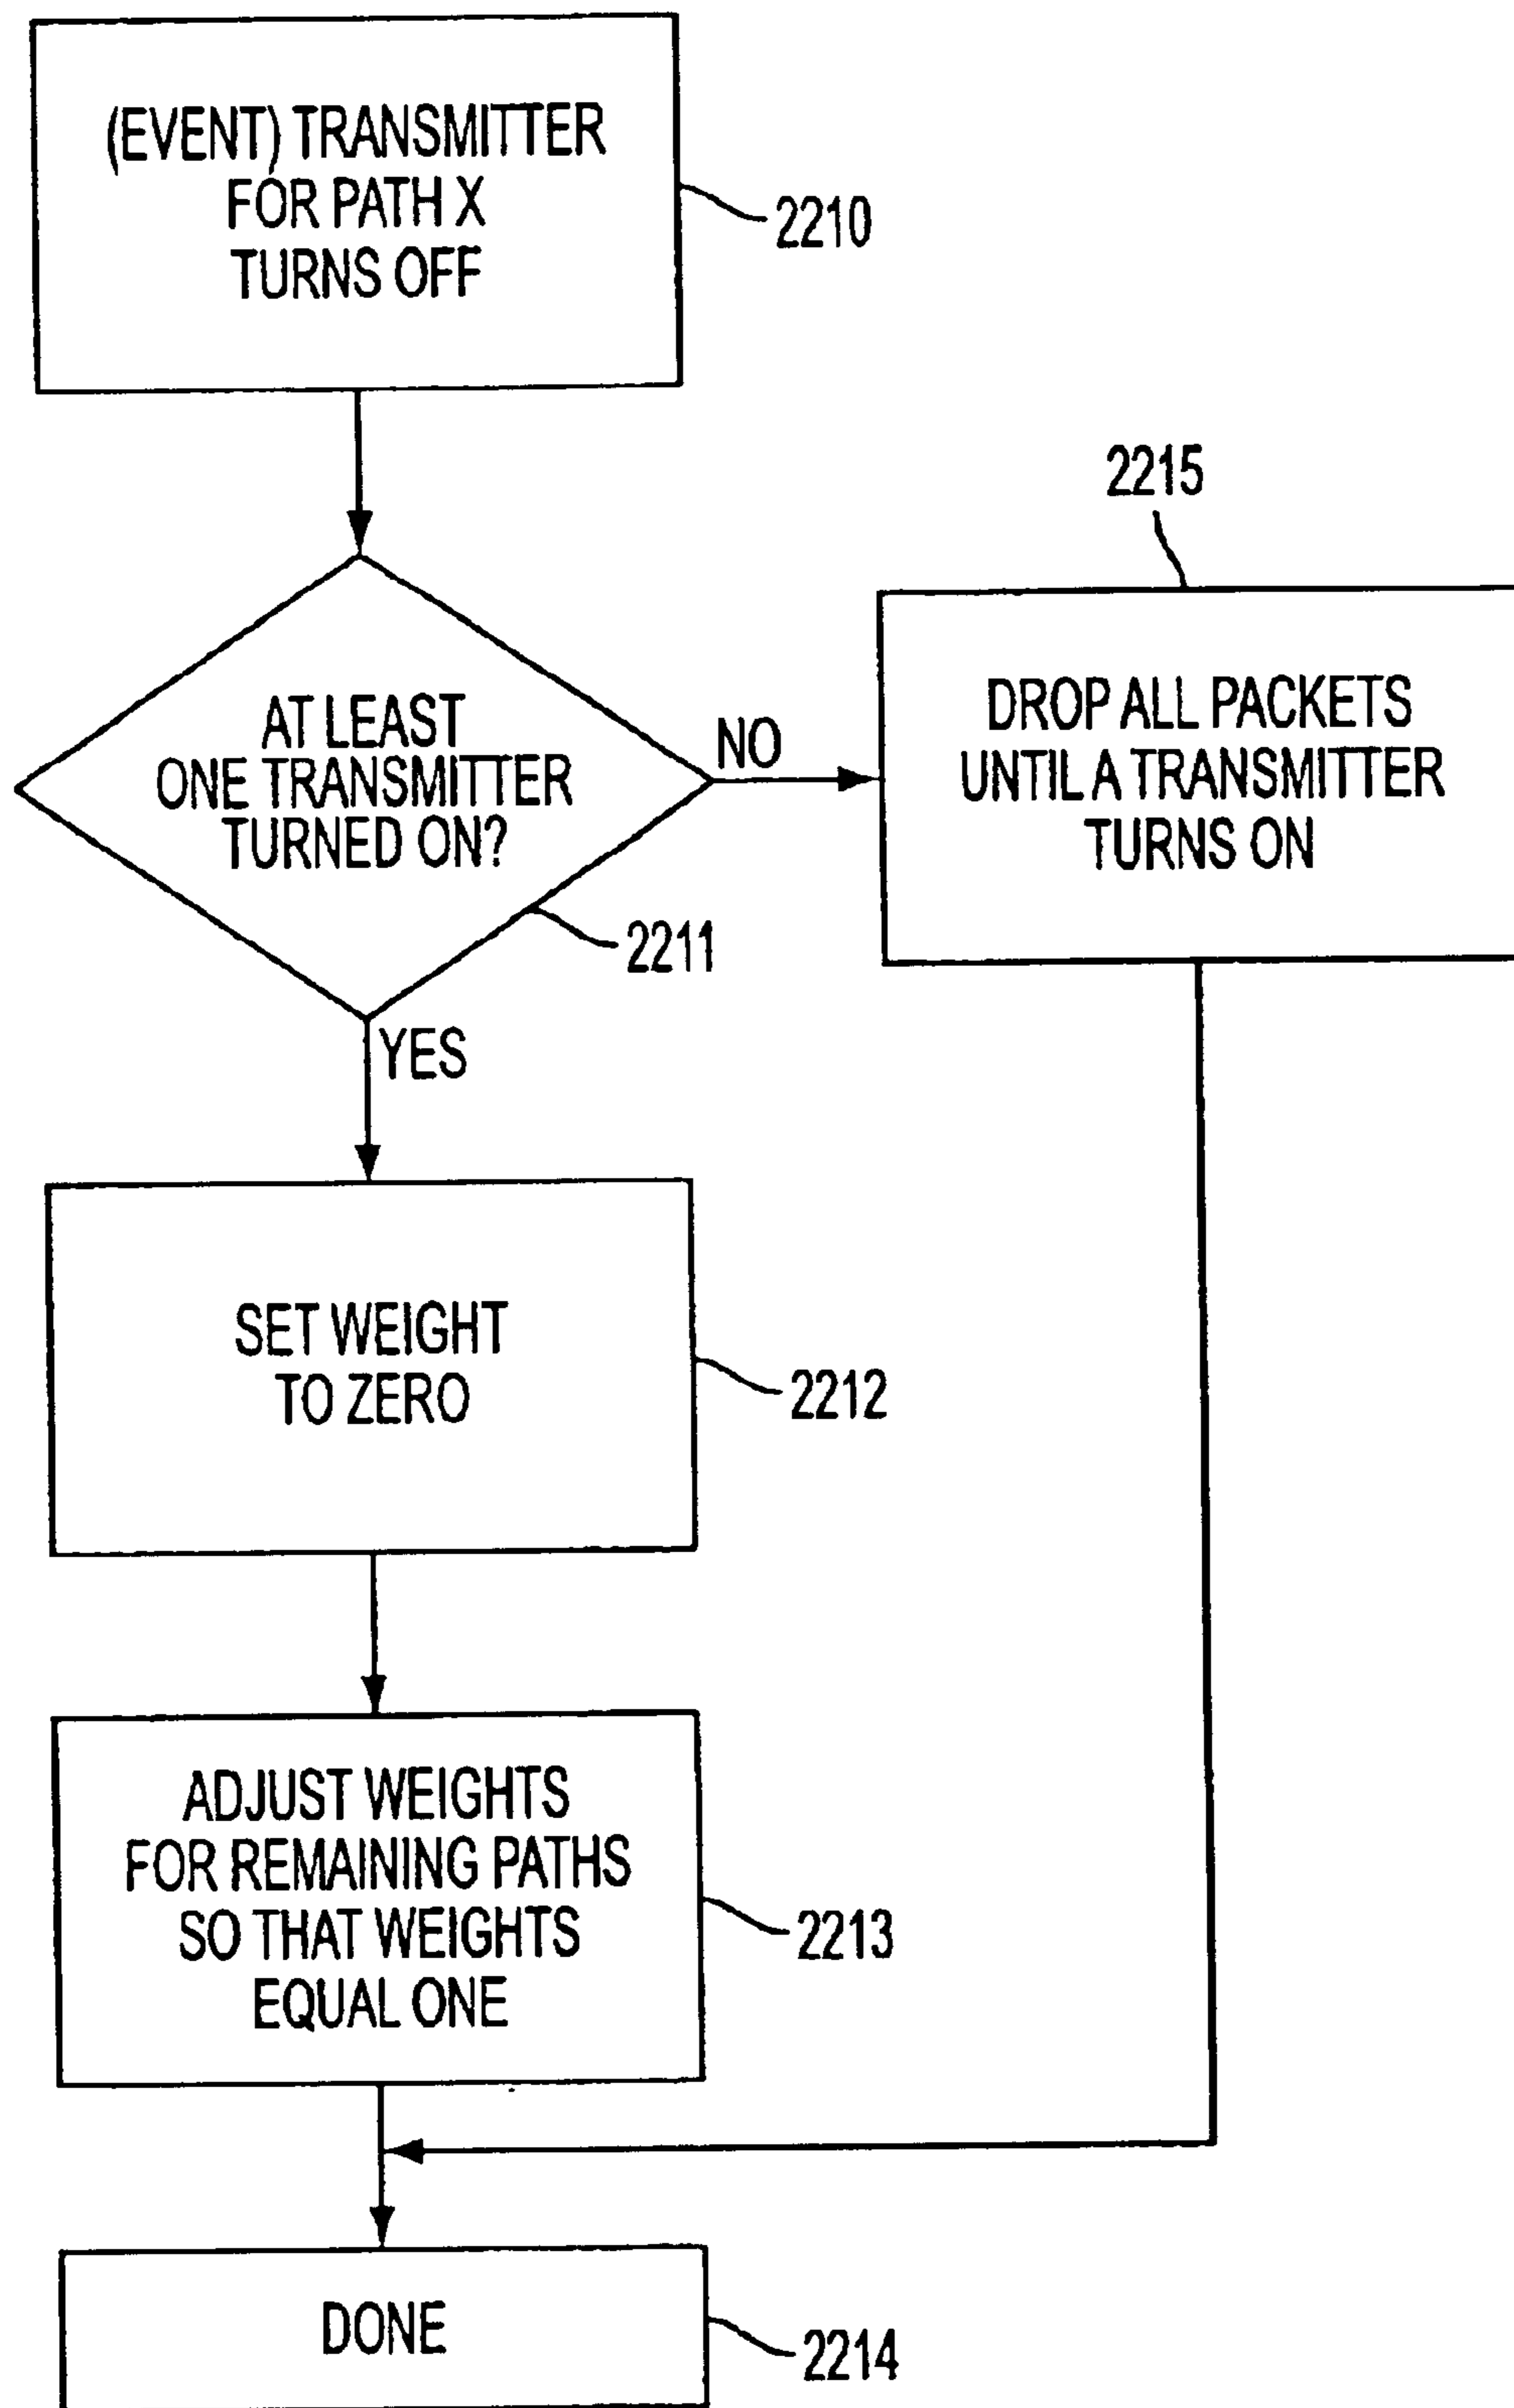 (EVENT) TRANSMITTER
FOR PATH X
TURNS OFF
2210
2215
AT LEAST
ONE TRANSMITTER
TURNED ON?
NO
DROP ALL PACKETS
UNTIL A TRANSMITTER
TURNS ON
2211
YES
SET WEIGHT
TO ZERO
2212
ADJUST WEIGHTS
FOR REMAINING PATHS
SO THAT WEIGHTS
EQUAL ONE
2213
DONE
2214